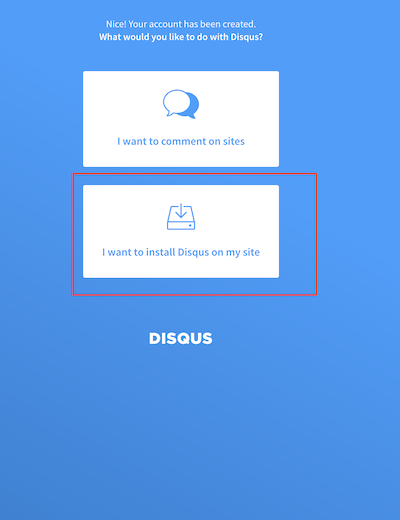 Nice! Your account has been created.
What would you like to do with Disqus?
I want to comment on sites
I want to install Disqus on my site
DISQUS